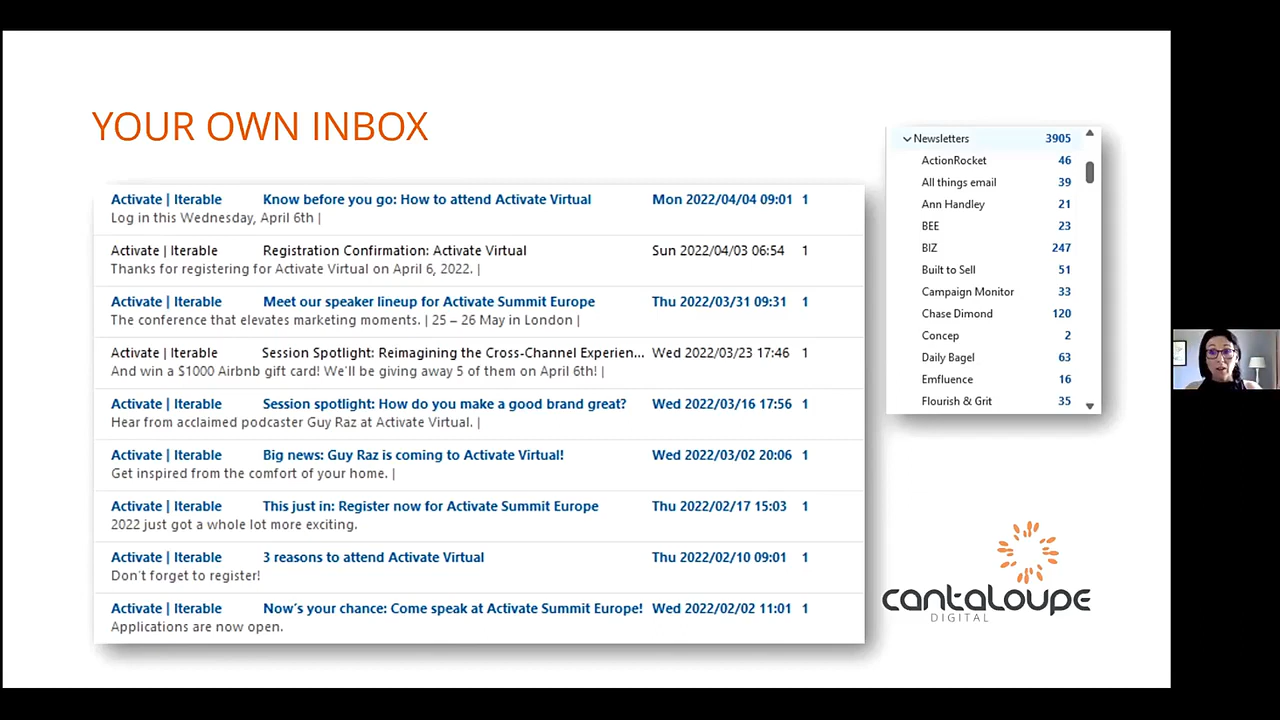 YOUR OWN INBOX
Activate | Iterable Know before you go: How to attend Activate Virtual Mon 2022/04/04 09:01 1
Log in this Wednesday, April 6th |
Activate | Iterable Registration Confirmation: Activate Virtual Sun 2022/04/03 06:54 1
Thanks for registering for Activate Virtual on April 6, 2022. |
Activate | Iterable Meet our speaker lineup for Activate Summit Europe Thu 2022/03/31 09:31 1
The conference that elevates marketing moments. | 25 – 26 May in London |
Activate | Iterable Session Spotlight: Reimagining the Cross-Channel Experien... Wed 2022/03/23 17:46 1
And win a $1000 Airbnb gift card! We'll be giving away 5 of them on April 6th! |
Activate | Iterable Session spotlight: How do you make a good brand great? Wed 2022/03/16 17:56 1
Hear from acclaimed podcaster Guy Raz at Activate Virtual. |
Activate | Iterable Big news: Guy Raz is coming to Activate Virtual! Wed 2022/03/02 20:06 1
Get inspired from the comfort of your home. |
Activate | Iterable This just in: Register now for Activate Summit Europe Thu 2022/02/17 15:03 1
2022 just got a whole lot more exciting.
Activate | Iterable 3 reasons to attend Activate Virtual Thu 2022/02/10 09:01 1
Don't forget to register!
Activate | Iterable Now's your chance: Come speak at Activate Summit Europe! Wed 2022/02/02 11:01 1
Applications are now open.
Newsletters 3905
ActionRocket 46
All things email 39
Ann Handley 21
BEE 23
BIZ 247
Built to Sell 51
Campaign Monitor 33
Chase Dimond 120
Concep 2
Daily Bagel 63
Emfluence 16
Flourish & Grit 35
cantaloupe
DIGITAL